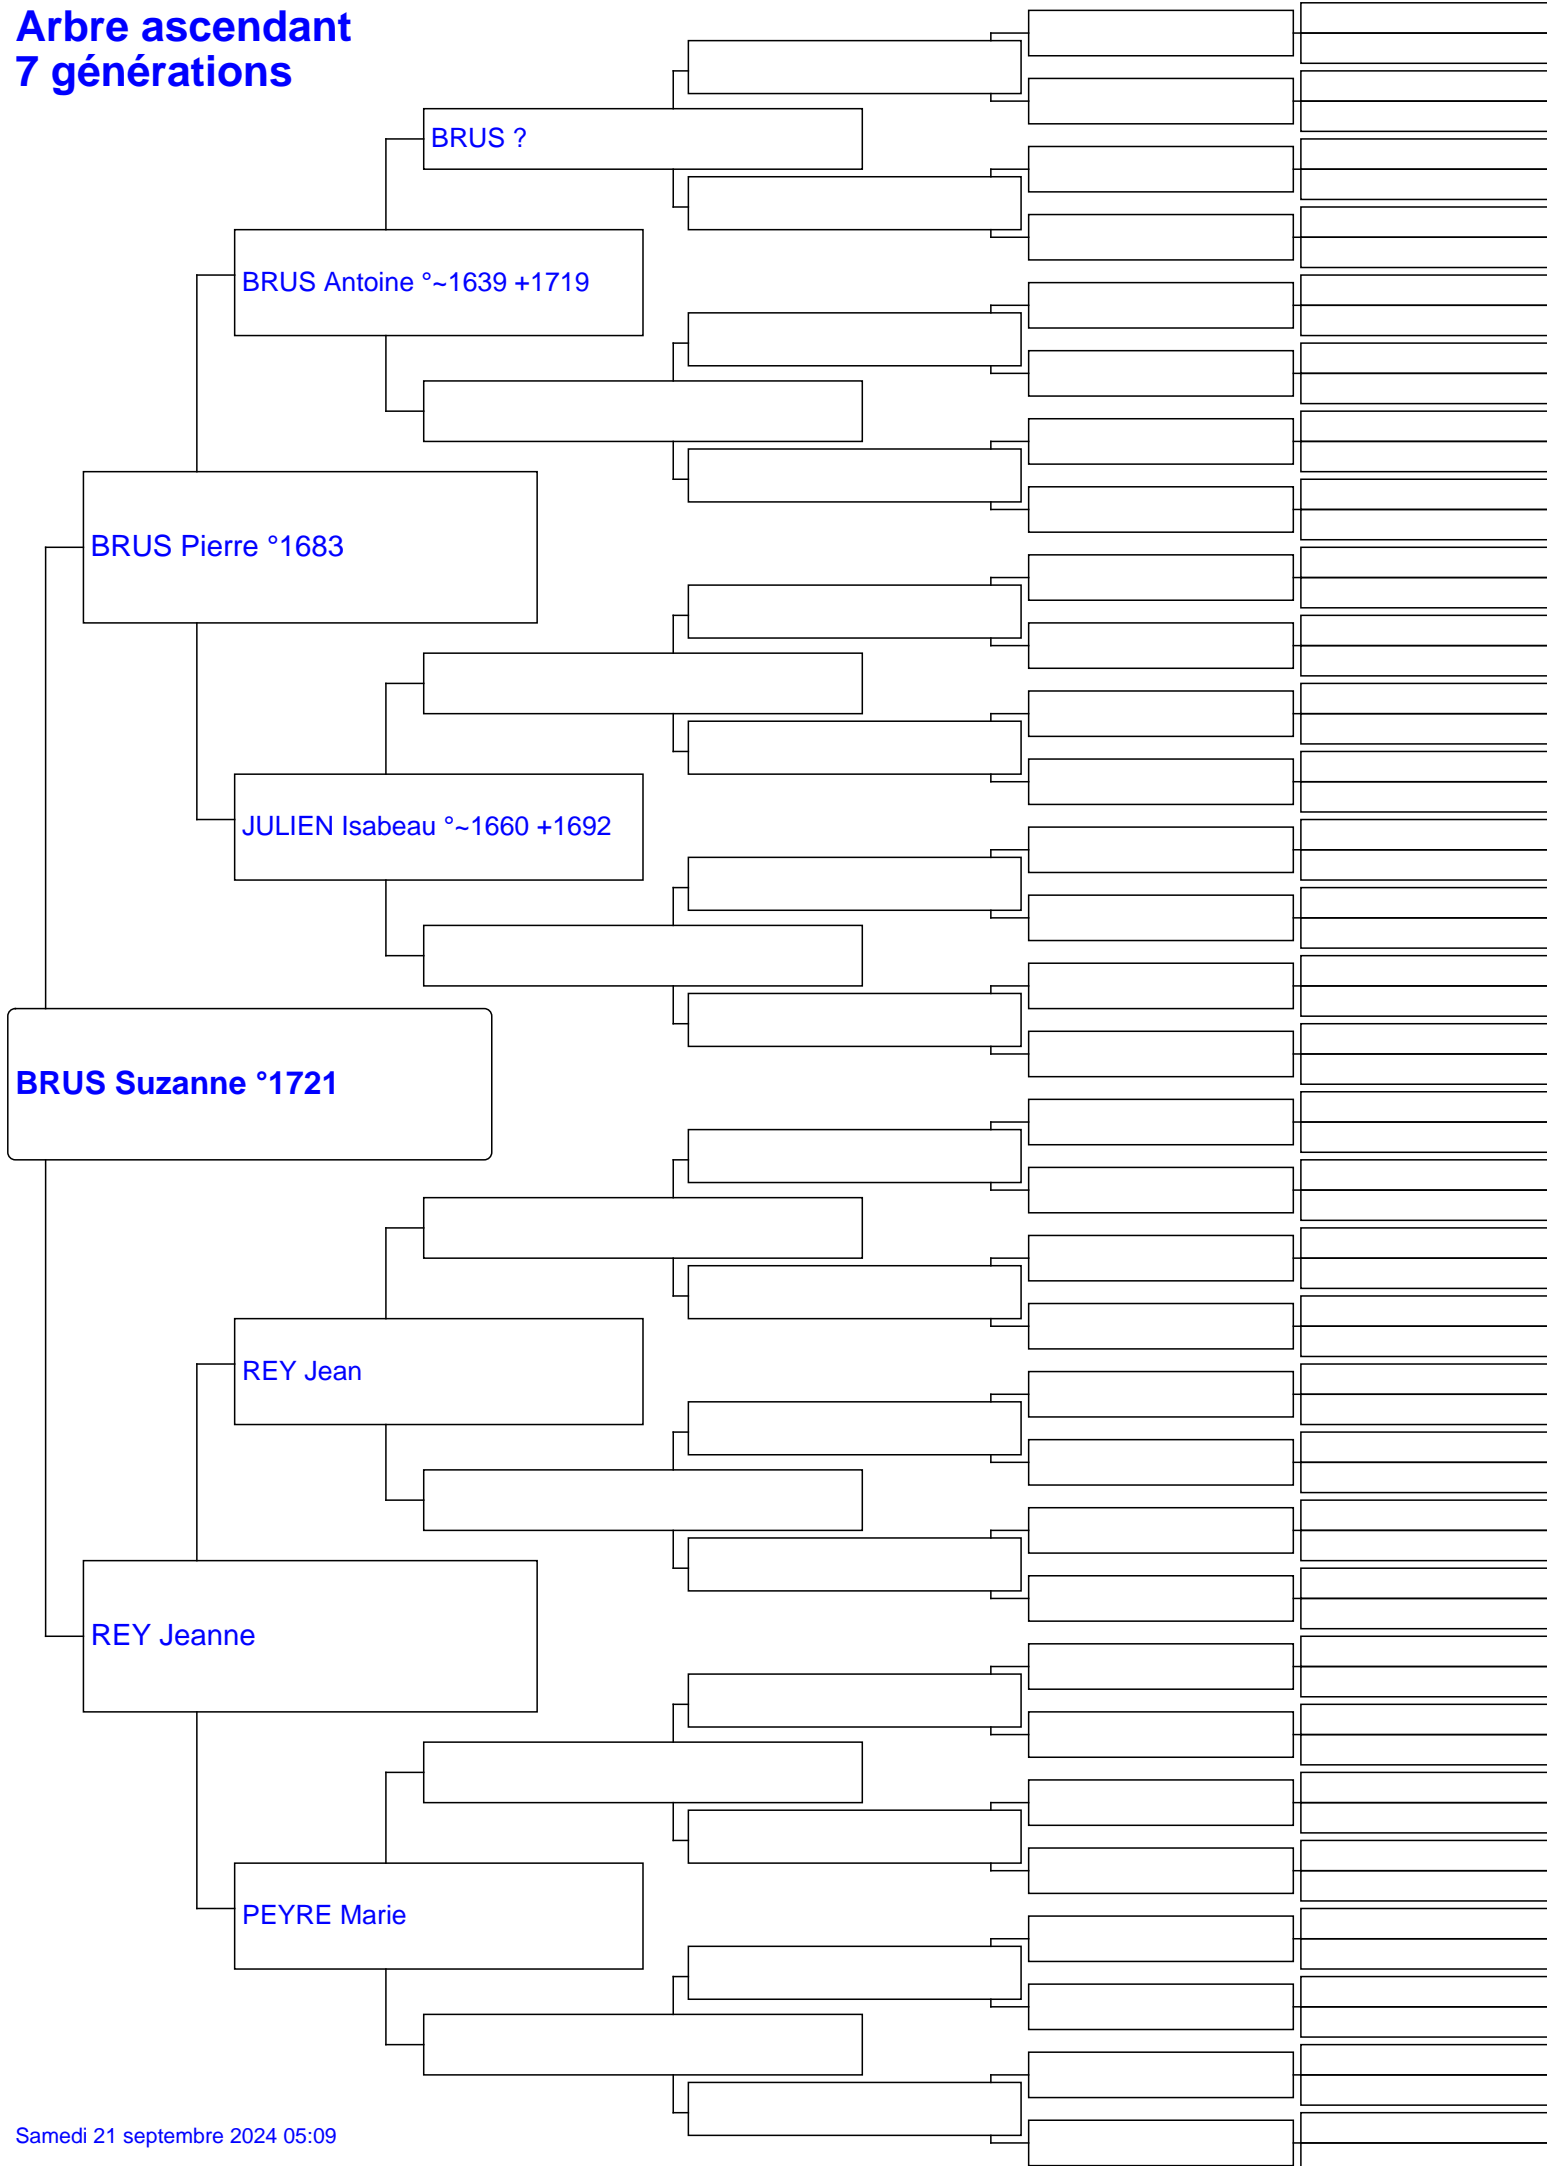 Arbre ascendant
7 générations
BRUS ?
BRUS Antoine °~1639 +1719
BRUS Pierre °1683
JULIEN Isabeau °~1660 +1692
BRUS Suzanne °1721
REY Jean
REY Jeanne
PEYRE Marie
Samedi 21 septembre 2024 05:09